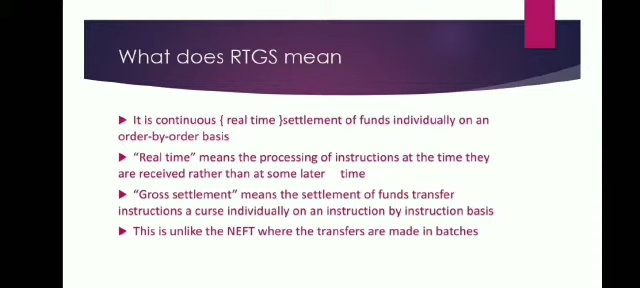 What does RTGS mean
▶ It is continuous { real time }settlement of funds individually on an
order-by-order basis
▶ "Real time" means the processing of instructions at the time they
are received rather than at some later time
▶ "Gross settlement" means the settlement of funds transfer
instructions a curse individually on an instruction by instruction basis
▶ This is unlike the NEFT where the transfers are made in batches